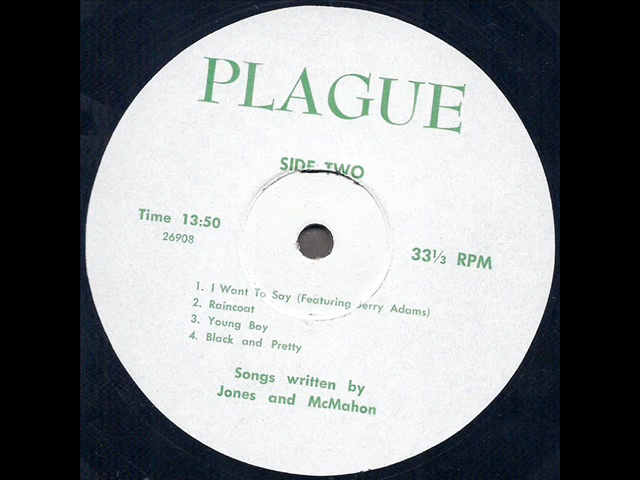 PLAGUE
SIDE TWO
Time 13:50
26908
33⅓ RPM
1. I Want To Say (Featuring Jerry Adams)
2. Raincoat
3. Young Boy
4. Black and Pretty
Songs written by
Jones and McMahon